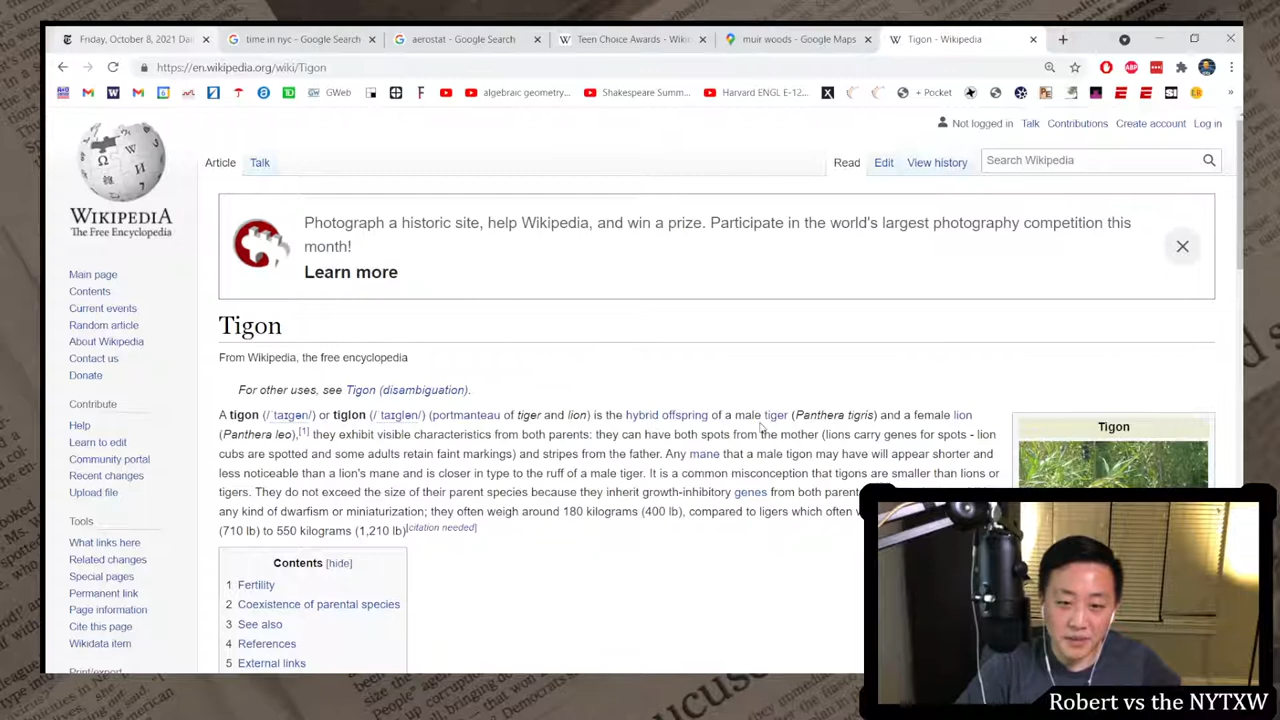 Friday, October 8, 2021 Dai
time in nyc - Google Search
aerostat - Google Search
Teen Choice Awards - Wiki
muir woods - Google Maps
Tigon - Wikipedia
https://en.wikipedia.org/wiki/Tigon
GWeb
algebraic geometry...
Shakespeare Summ...
Harvard ENGL E-12...
+ Pocket
Not logged in Talk Contributions Create account Log in
Article Talk
Read Edit View history
Search Wikipedia
WIKIPEDIA
The Free Encyclopedia
Main page
Contents
Current events
Random article
About Wikipedia
Contact us
Donate
Contribute
Help
Learn to edit
Community portal
Recent changes
Upload file
Tools
What links here
Related changes
Special pages
Permanent link
Page information
Cite this page
Wikidata item
Print/export
Photograph a historic site, help Wikipedia, and win a prize. Participate in the world's largest photography competition this
month!
Learn more
Tigon
From Wikipedia, the free encyclopedia
For other uses, see Tigon (disambiguation).
A tigon (/ˈtaɪɡən/) or tiglon (/ˈtaɪɡlən/) (portmanteau of tiger and lion) is the hybrid offspring of a male tiger (Panthera tigris) and a female lion
(Panthera leo),[1] they exhibit visible characteristics from both parents: they can have both spots from the mother (lions carry genes for spots - lion
cubs are spotted and some adults retain faint markings) and stripes from the father. Any mane that a male tigon may have will appear shorter and
less noticeable than a lion's mane and is closer in type to the ruff of a male tiger. It is a common misconception that tigons are smaller than lions or
tigers. They do not exceed the size of their parent species because they inherit growth-inhibitory genes from both paren
any kind of dwarfism or miniaturization; they often weigh around 180 kilograms (400 lb), compared to ligers which often w
(710 lb) to 550 kilograms (1,210 lb)[citation needed]
Tigon
Contents [hide]
1 Fertility
2 Coexistence of parental species
3 See also
4 References
5 External links
Robert vs the NYTXW